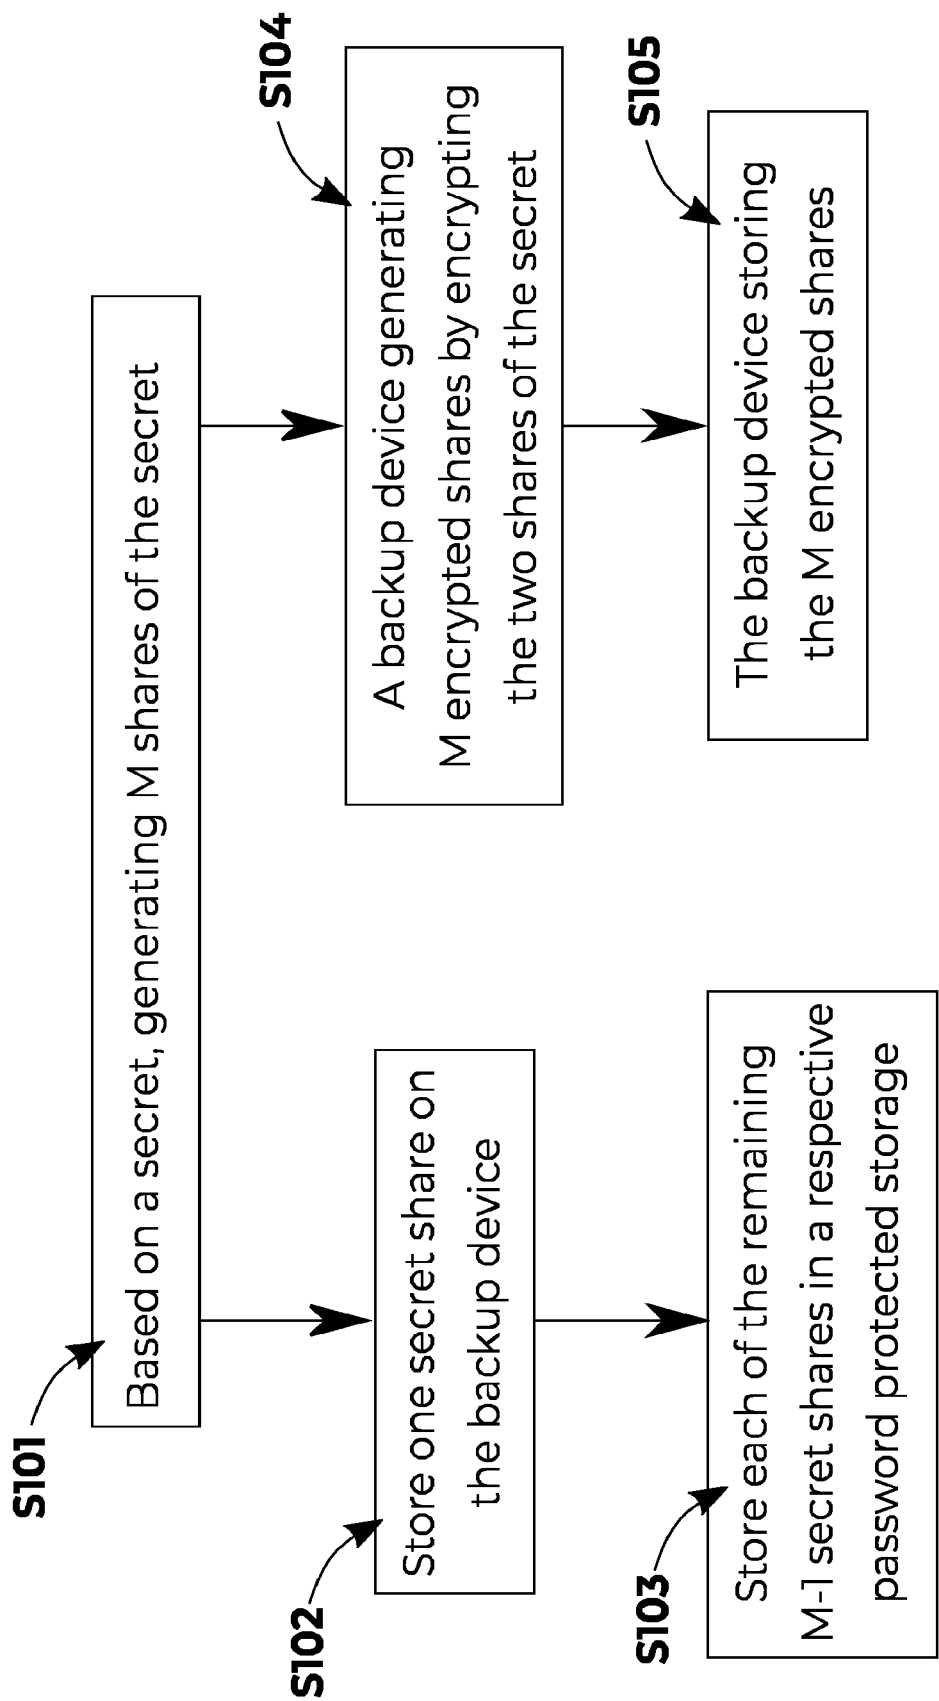 S101
Based on a secret, generating M shares of the secret
S102
Store one secret share on
the backup device
S103
Store each of the remaining
M-1 secret shares in a respective
password protected storage
S104
A backup device generating
M encrypted shares by encrypting
the two shares of the secret
S105
The backup device storing
the M encrypted shares